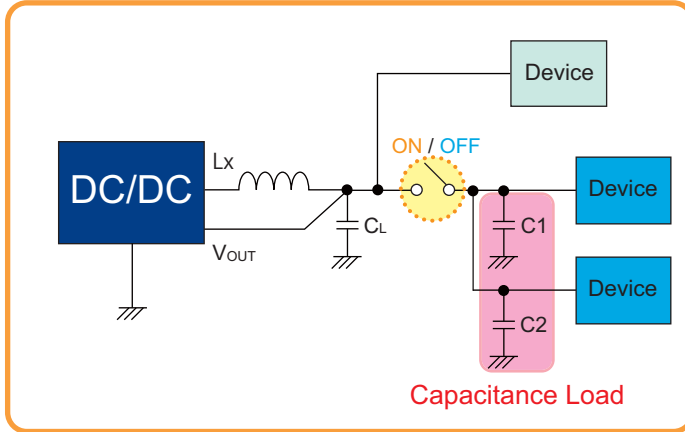 Device
ON / OFF
Lx
DC/DC
Device
CL
C1
VOUT
Device
C2
Capacitance Load